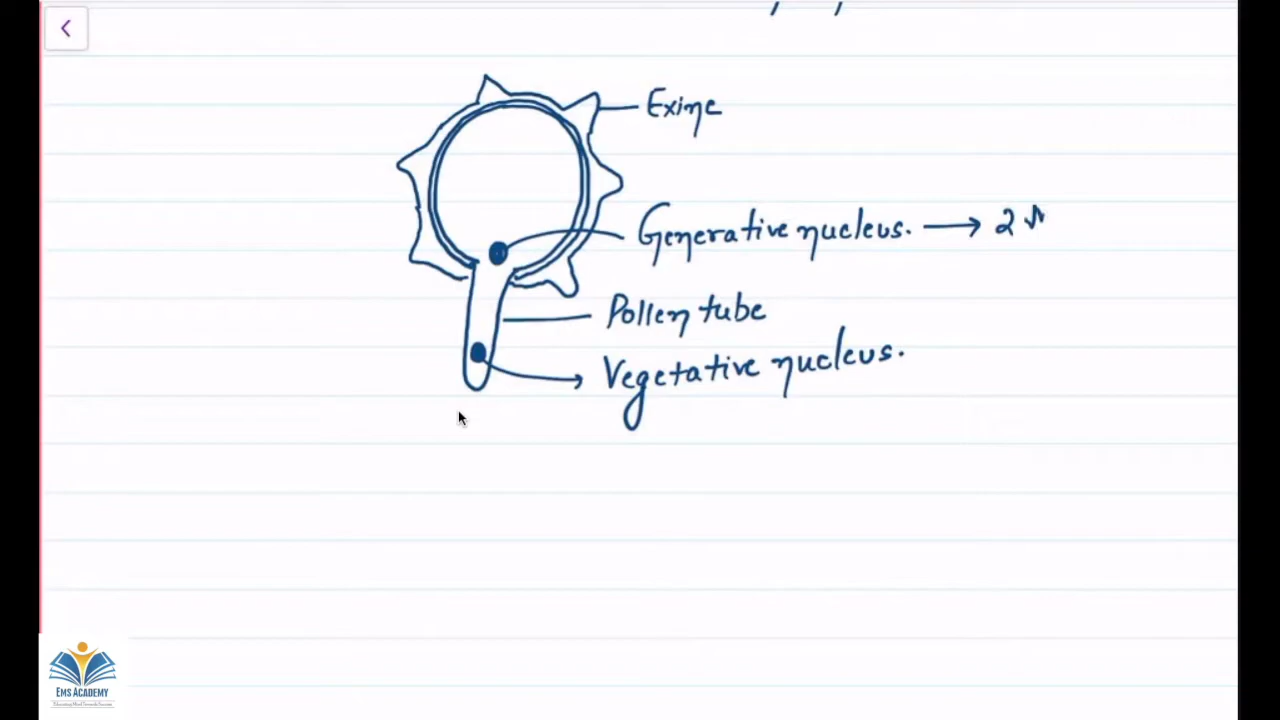 Exine
Generative nucleus. → 2
Pollen tube
Vegetative nucleus.
EMS ACADEMY